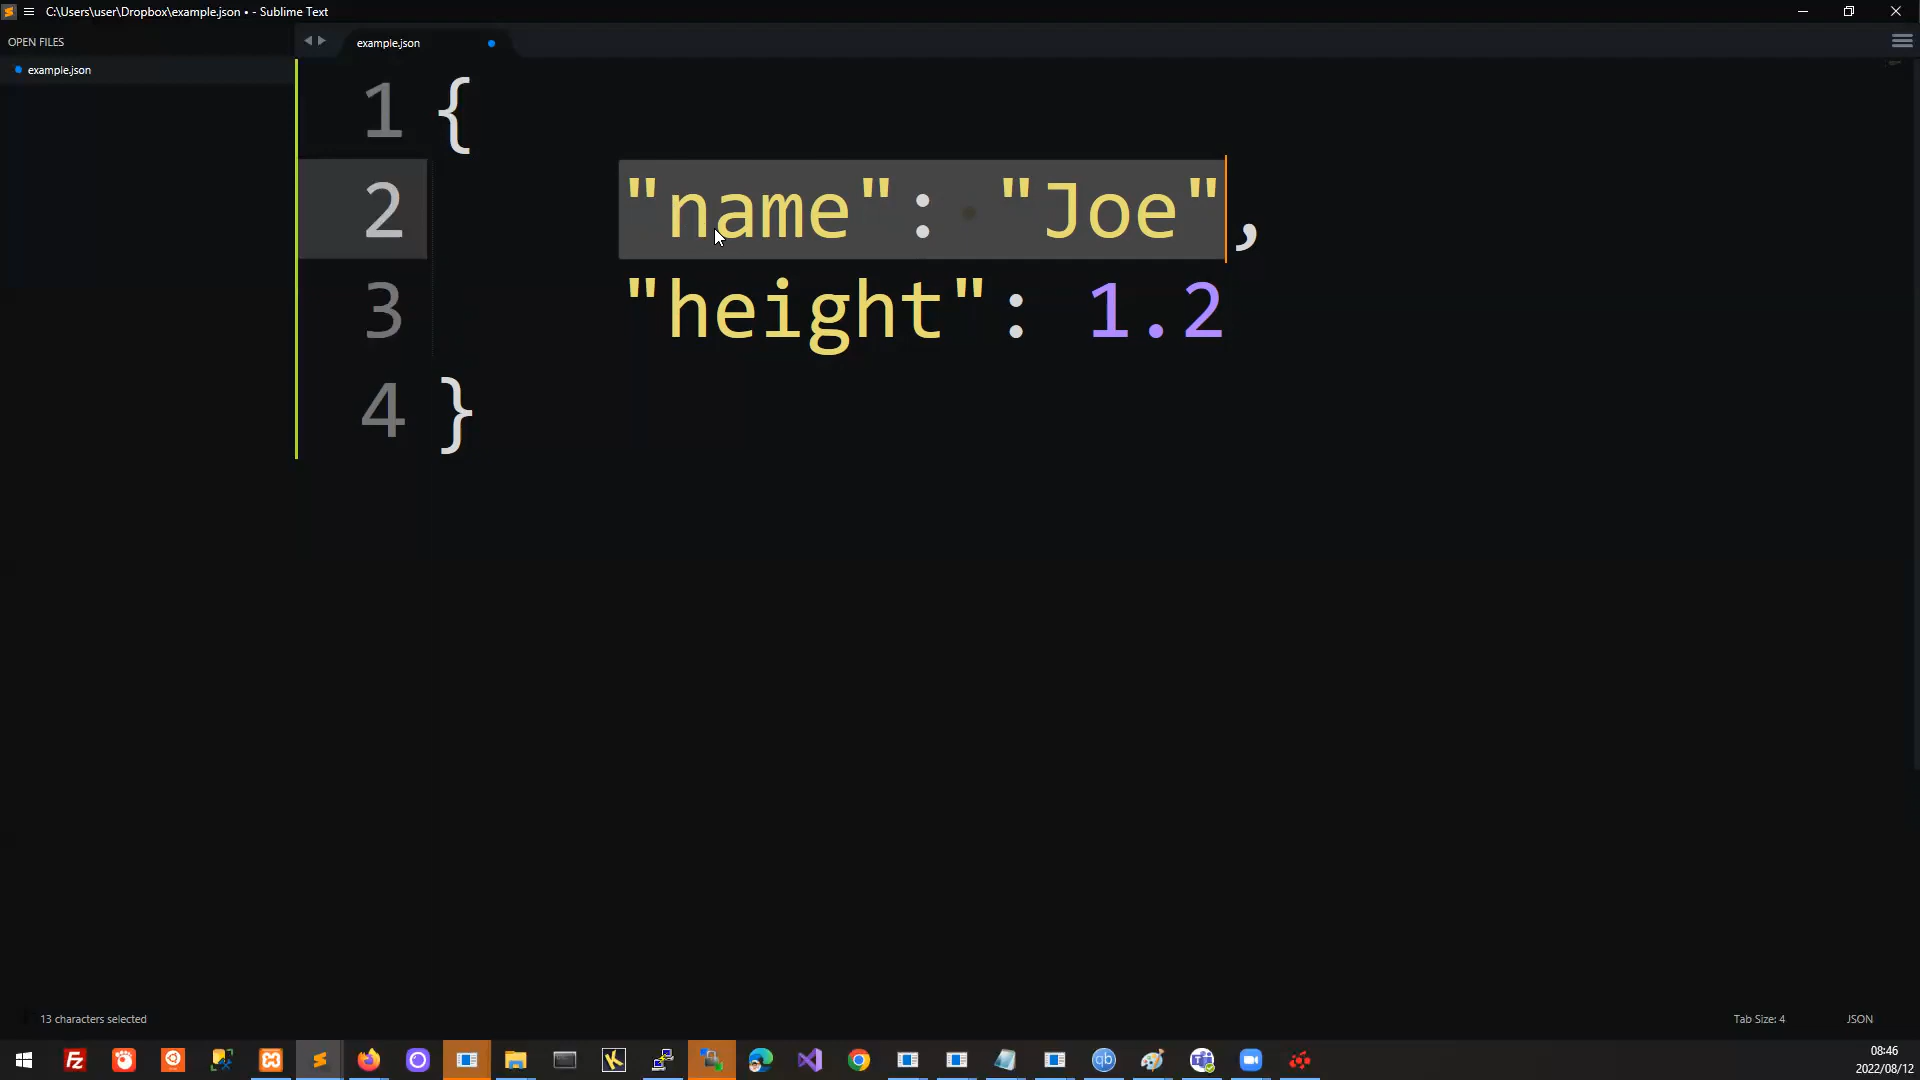 C:\Users\user\Dropbox\example.json • - Sublime Text
OPEN FILES
example.json
example.json
1 {
2 "name": "Joe",
3 "height": 1.2
4 }
13 characters selected
Tab Size: 4
JSON
08:46
2022/08/12